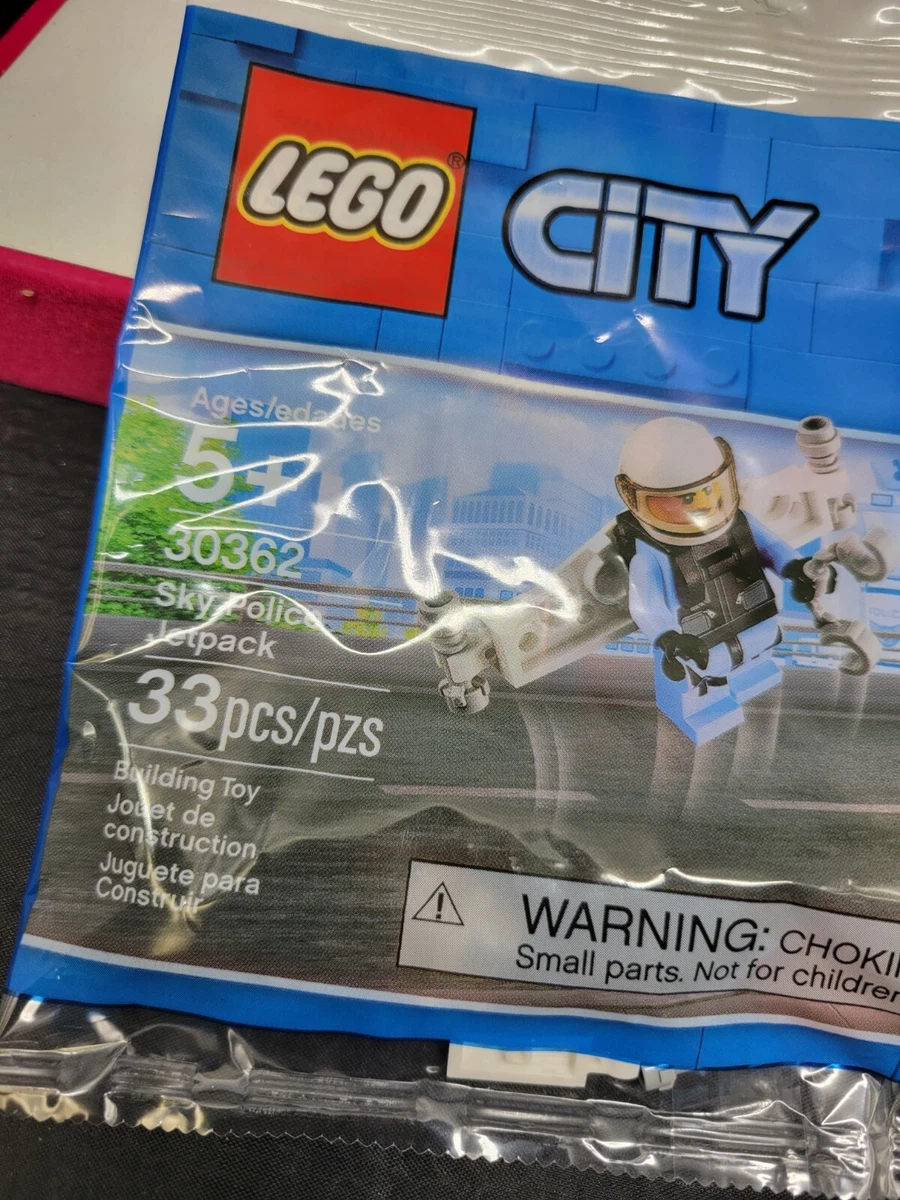 LEGO®
CITY
Ages/edades
5+
30362
Sky Police
Jetpack
33pcs/pzs
Building Toy
Jouet de
construction
Juguete para
Construir
WARNING: CHOKI
Small parts. Not for children